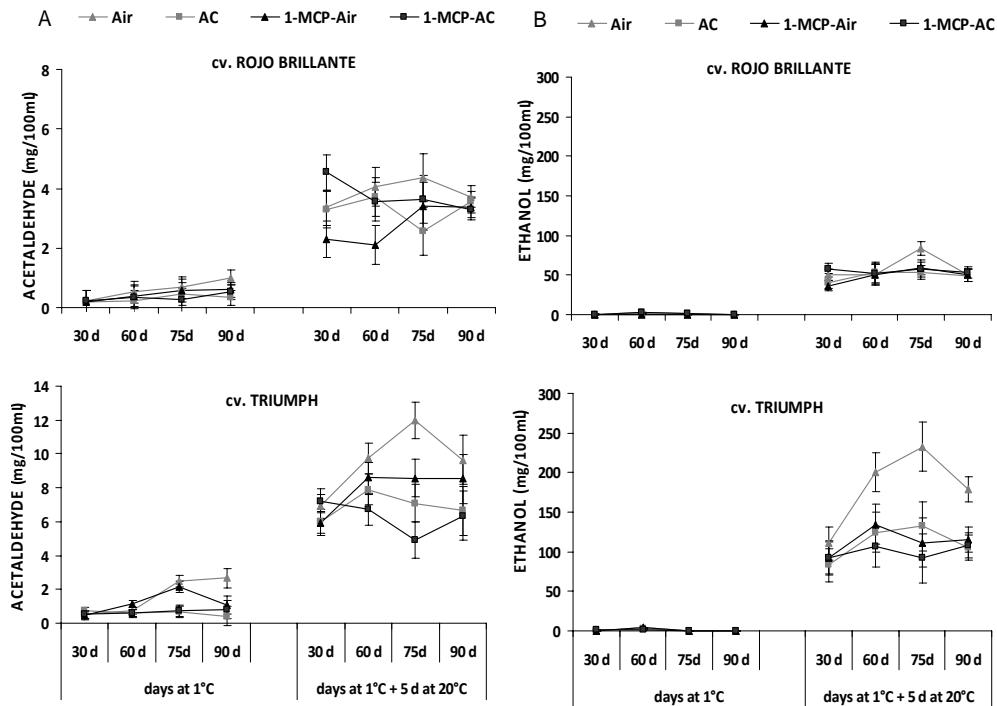 A Air AC 1-MCP-Air 1-MCP-AC
cv. ROJO BRILLANTE
ACETALDEHYDE (mg/100ml)
8
6
4
2
0
30 d 60 d 75d 90 d 30 d 60 d 75 d 90 d
cv. TRIUMPH
ACETALDEHYDE (mg/100ml)
14
12
10
8
6
4
2
0
30 d 60 d 75d 90 d 30 d 60 d 75 d 90 d
days at 1°C days at 1°C + 5 d at 20°C
B Air AC 1-MCP-Air 1-MCP-AC
cv. ROJO BRILLANTE
ETHANOL (mg/100ml)
300
250
200
150
100
50
0
30 d 60 d 75d 90 d 30 d 60 d 75 d 90 d
cv. TRIUMPH
ETHANOL (mg/100ml)
300
250
200
150
100
50
0
30 d 60 d 75d 90 d 30 d 60 d 75 d 90 d
days at 1°C days at 1°C + 5 d at 20°C